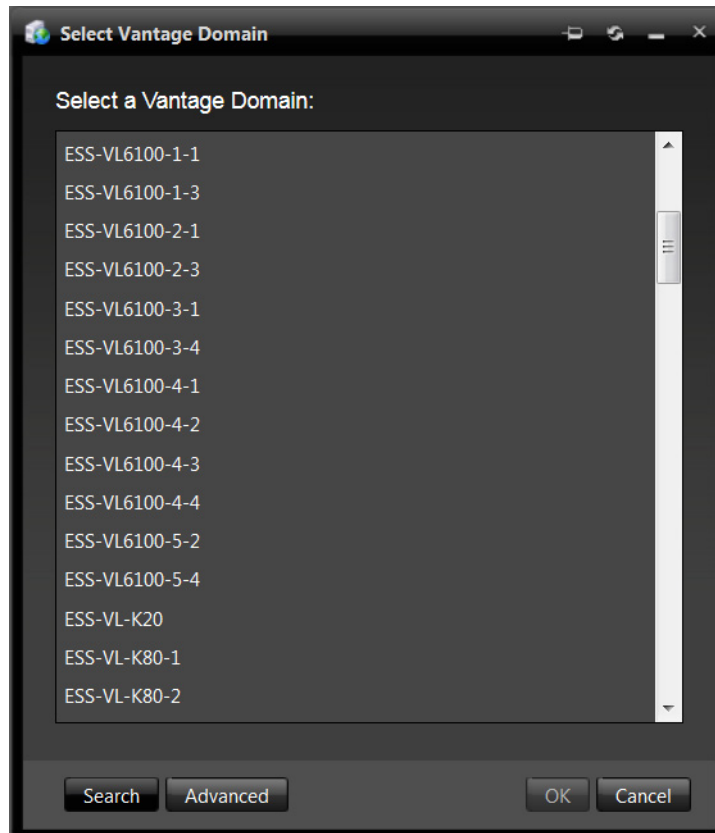 Select Vantage Domain
Select a Vantage Domain:
ESS-VL6100-1-1
ESS-VL6100-1-3
ESS-VL6100-2-1
ESS-VL6100-2-3
ESS-VL6100-3-1
ESS-VL6100-3-4
ESS-VL6100-4-1
ESS-VL6100-4-2
ESS-VL6100-4-3
ESS-VL6100-4-4
ESS-VL6100-5-2
ESS-VL6100-5-4
ESS-VL-K20
ESS-VL-K80-1
ESS-VL-K80-2
Search Advanced OK Cancel